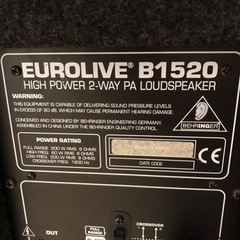 EUROLIVE® B1520
HIGH POWER 2-WAY PA LOUDSPEAKER
WARNING:
THIS EQUIPMENT IS CAPABLE OF DELIVERING SOUND PRESSURE LEVELS
IN EXCESS OF 90 dB, WHICH MAY CAUSE PERMANENT HEARING DAMAGE.
CONCEIVED AND DESIGNED BY BEHRINGER ENGINEERING GERMANY.
ASSEMBLED IN CHINA UNDER THE BEHRINGER QUALITY CONTROL.
BEHRINGER
POWER RATING
FULL RANGE 200 W RMS 8 OHMS
HIGH FREQ 60 W RMS 8 OHMS
LOW FREQ 200 W RMS 8 OHMS
CROSSOVER FREQ 1800 Hz
DATE CODE
OUT
FULL RANGE
CROSSOVER